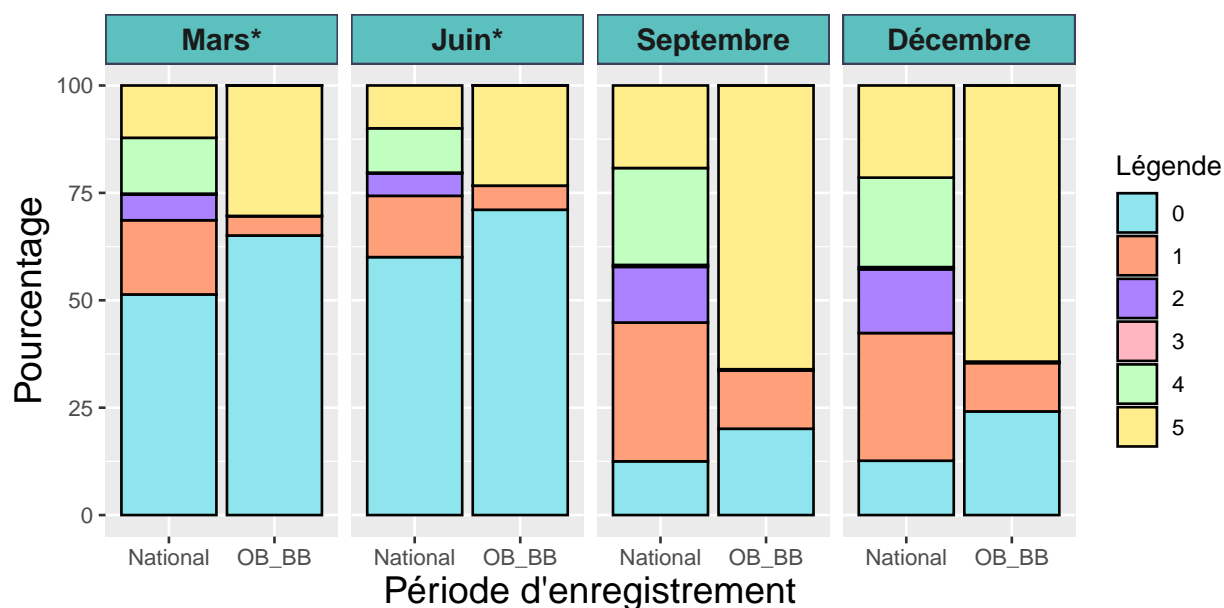 Mars* Juin* Septembre Décembre
Pourcentage
100
75
50
25
0
National OB_BB National OB_BB National OB_BB National OB_BB
Période d'enregistrement
Légende
0
1
2
3
4
5